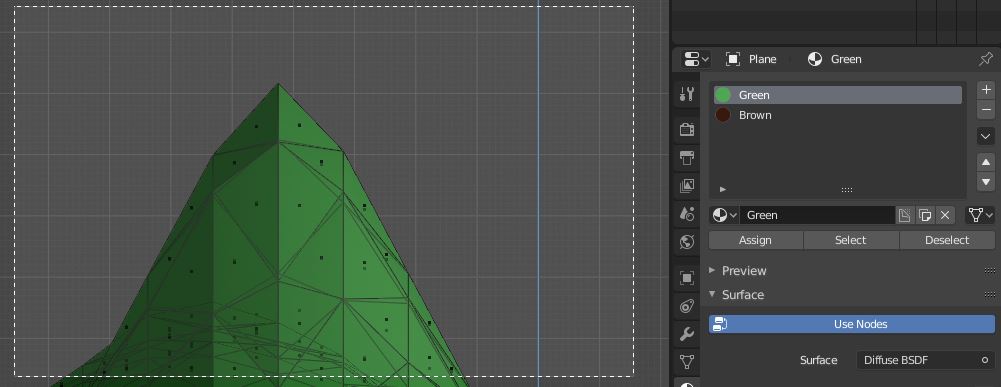 Plane Green
Green
Brown
Green
Assign Select Deselect
Preview
Surface
Use Nodes
Surface Diffuse BSDF